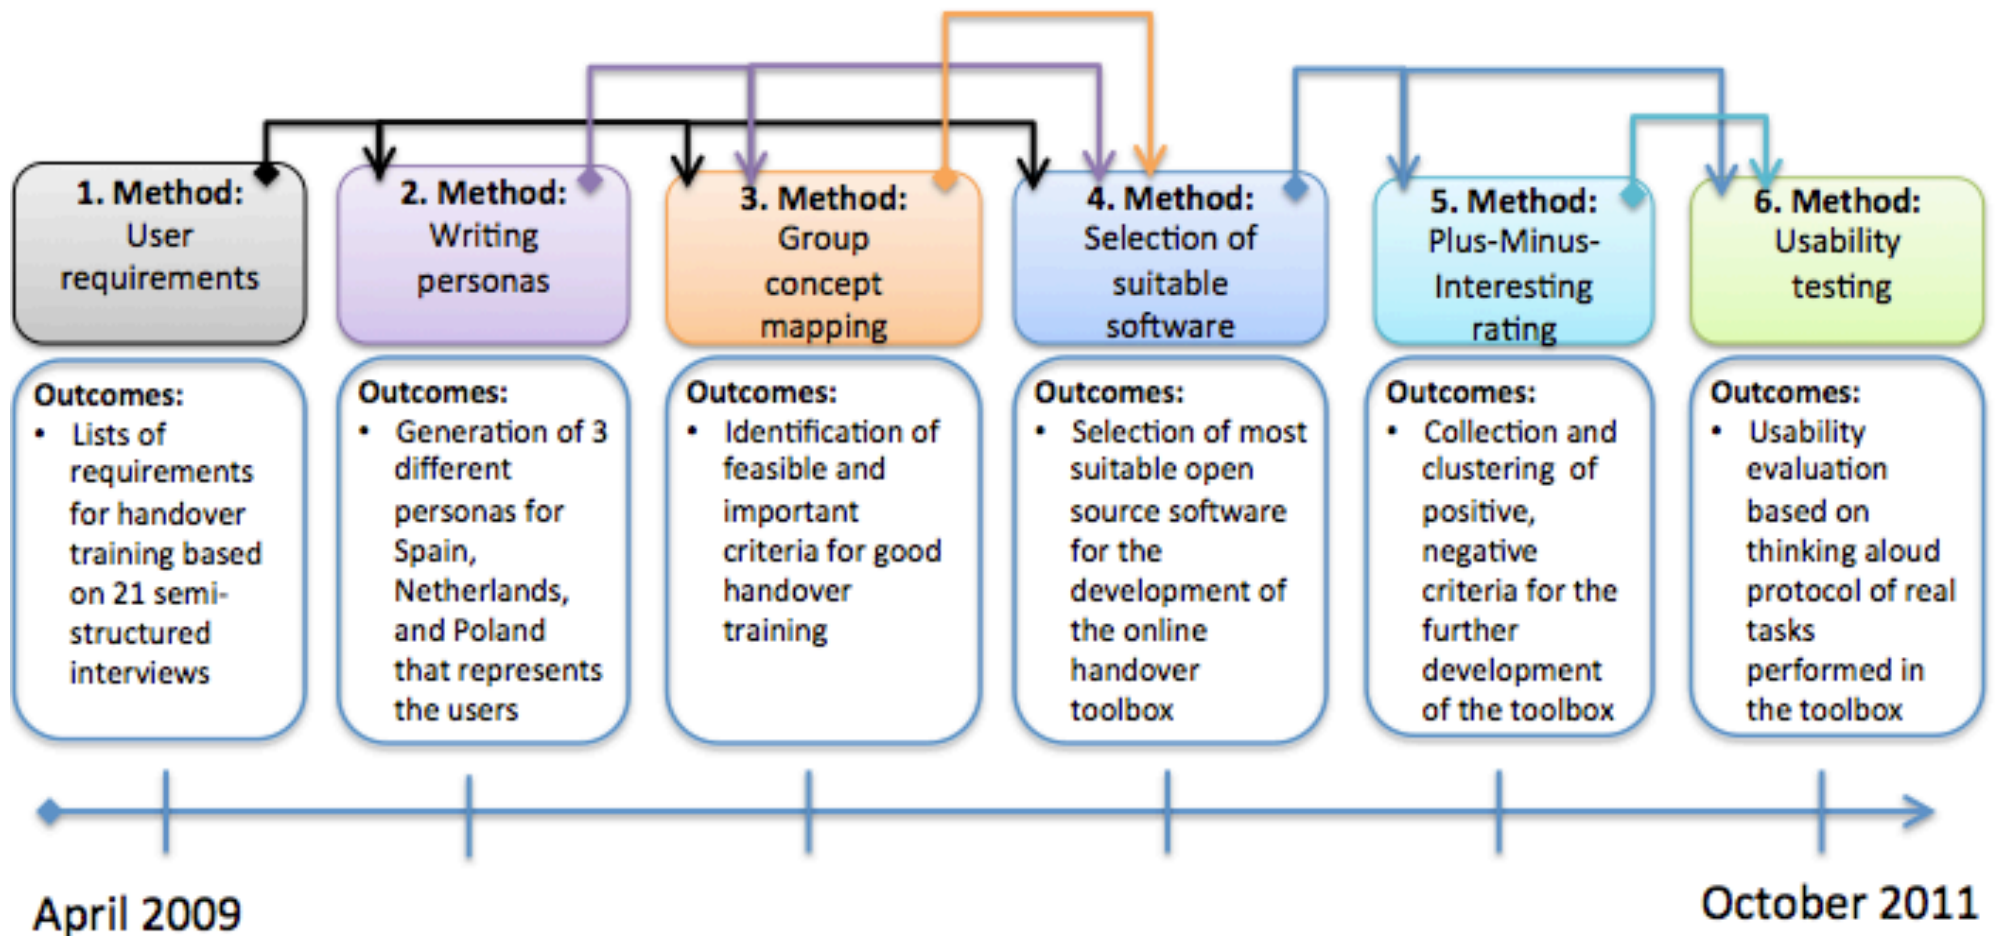 1. Method:
User
requirements
2. Method:
Writing
personas
3. Method:
Group
concept
mapping
4. Method:
Selection of
suitable
software
5. Method:
Plus-Minus-
Interesting
rating
6. Method:
Usability
testing
Outcomes:
• Lists of
requirements
for handover
training based
on 21 semi-
structured
interviews
Outcomes:
• Generation of 3
different
personas for
Spain,
Netherlands,
and Poland
that represents
the users
Outcomes:
• Identification of
feasible and
important
criteria for good
handover
training
Outcomes:
• Selection of most
suitable open
source software
for the
development of
the online
handover
toolbox
Outcomes:
• Collection and
clustering of
positive,
negative
criteria for the
further
development
of the toolbox
Outcomes:
• Usability
evaluation
based on
thinking aloud
protocol of real
tasks
performed in
the toolbox
April 2009
October 2011